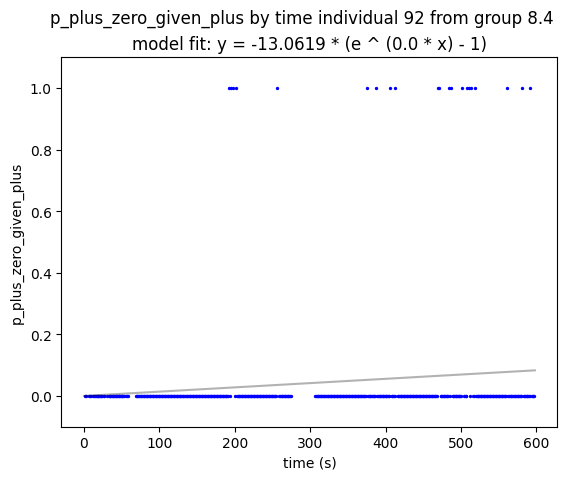 p_plus_zero_given_plus by time individual 92 from group 8.4
model fit: y = -13.0619 * (e ^ (0.0 * x) - 1)
p_plus_zero_given_plus
1.0
0.8
0.6
0.4
0.2
0.0
0 100 200 300 400 500 600
time (s)